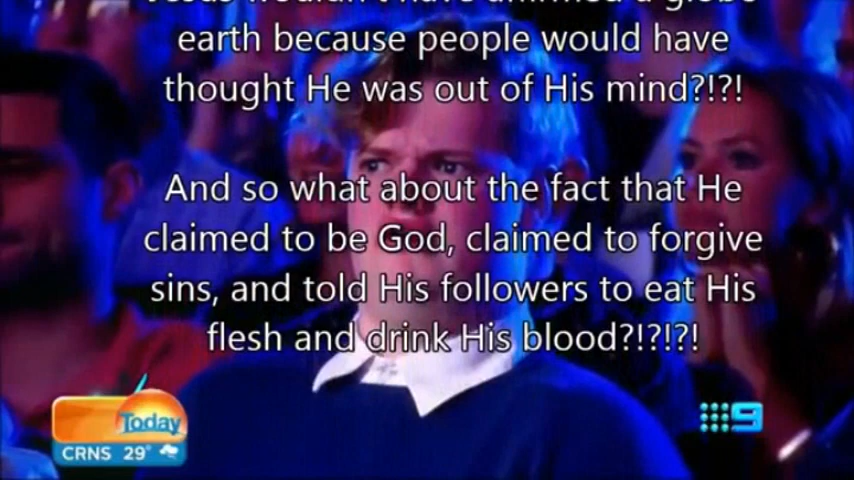 earth because people would have
thought He was out of His mind?!?!
And so what about the fact that He
claimed to be God, claimed to forgive
sins, and told His followers to eat His
flesh and drink His blood?!?!?!
Today
CRNS 29°
9